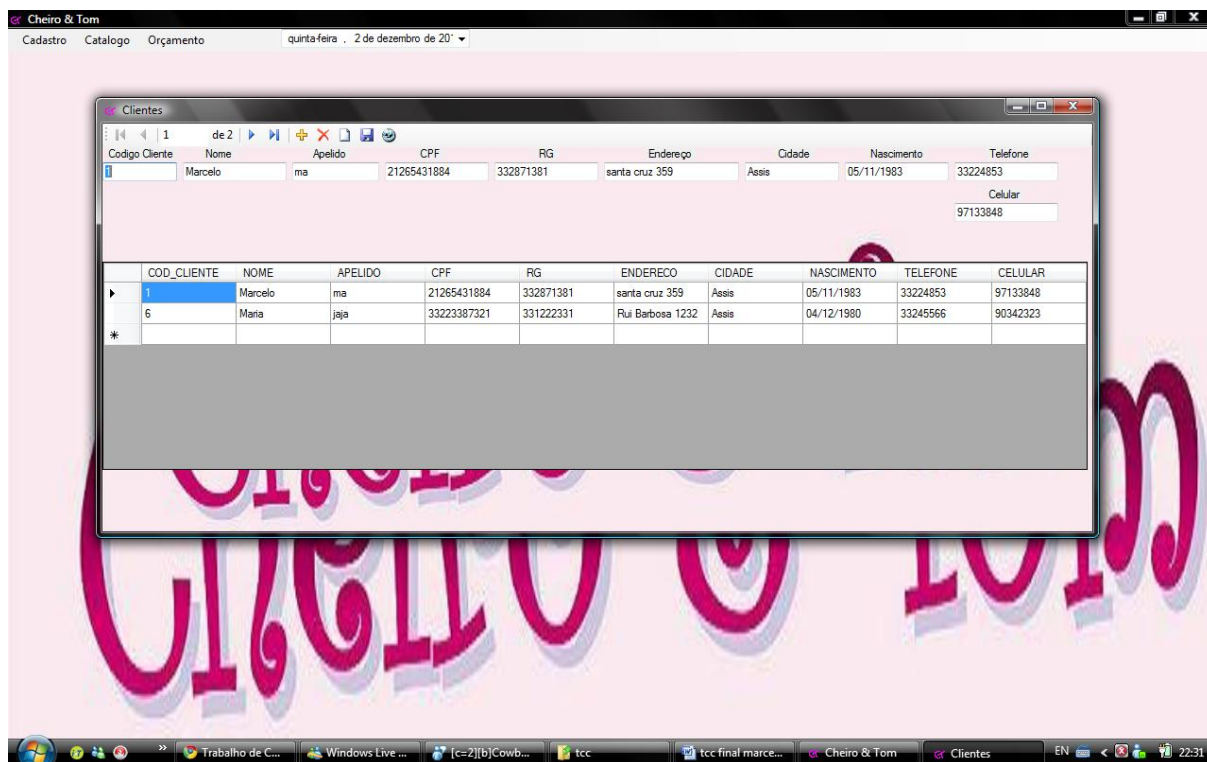 Cheiro & Tom
Cadastro Catalogo Orçamento quinta-feira , 2 de dezembro de 20
Clientes
1 de 2
Codigo Cliente Nome Apelido CPF RG Endereço Cidade Nascimento Telefone
1 Marcelo ma 21265431884 332871381 santa cruz 359 Assis 05/11/1983 33224853
Celular
97133848
COD_CLIENTE NOME APELIDO CPF RG ENDERECO CIDADE NASCIMENTO TELEFONE CELULAR
1 Marcelo ma 21265431884 332871381 santa cruz 359 Assis 05/11/1983 33224853 97133848
6 Maria jaja 33223387321 331222331 Rui Barbosa 1232 Assis 04/12/1980 33245566 90342323
Cheiro & Tom
Trabalho de C... Windows Live ... [c=2][b]Cowb... tcc tcc final marce... Cheiro & Tom Clientes EN 22:31